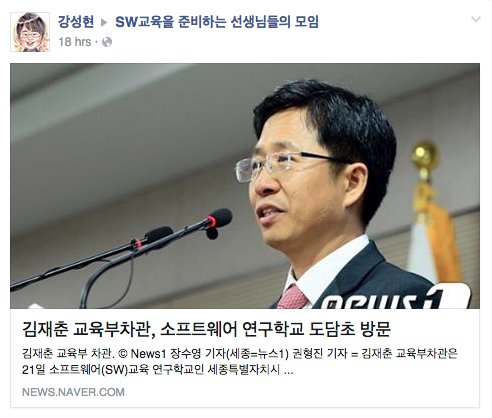 강성현 ▶ SW교육을 준비하는 선생님들의 모임
18 hrs ·
news1
김재춘 교육부차관, 소프트웨어 연구학교 도담초 방문
김재춘 교육부 차관. © News1 장수영 기자(세종=뉴스1) 권형진 기자 = 김재춘 교육부차관은
21일 소프트웨어(SW)교육 연구학교인 세종특별자치시 ...
NEWS.NAVER.COM